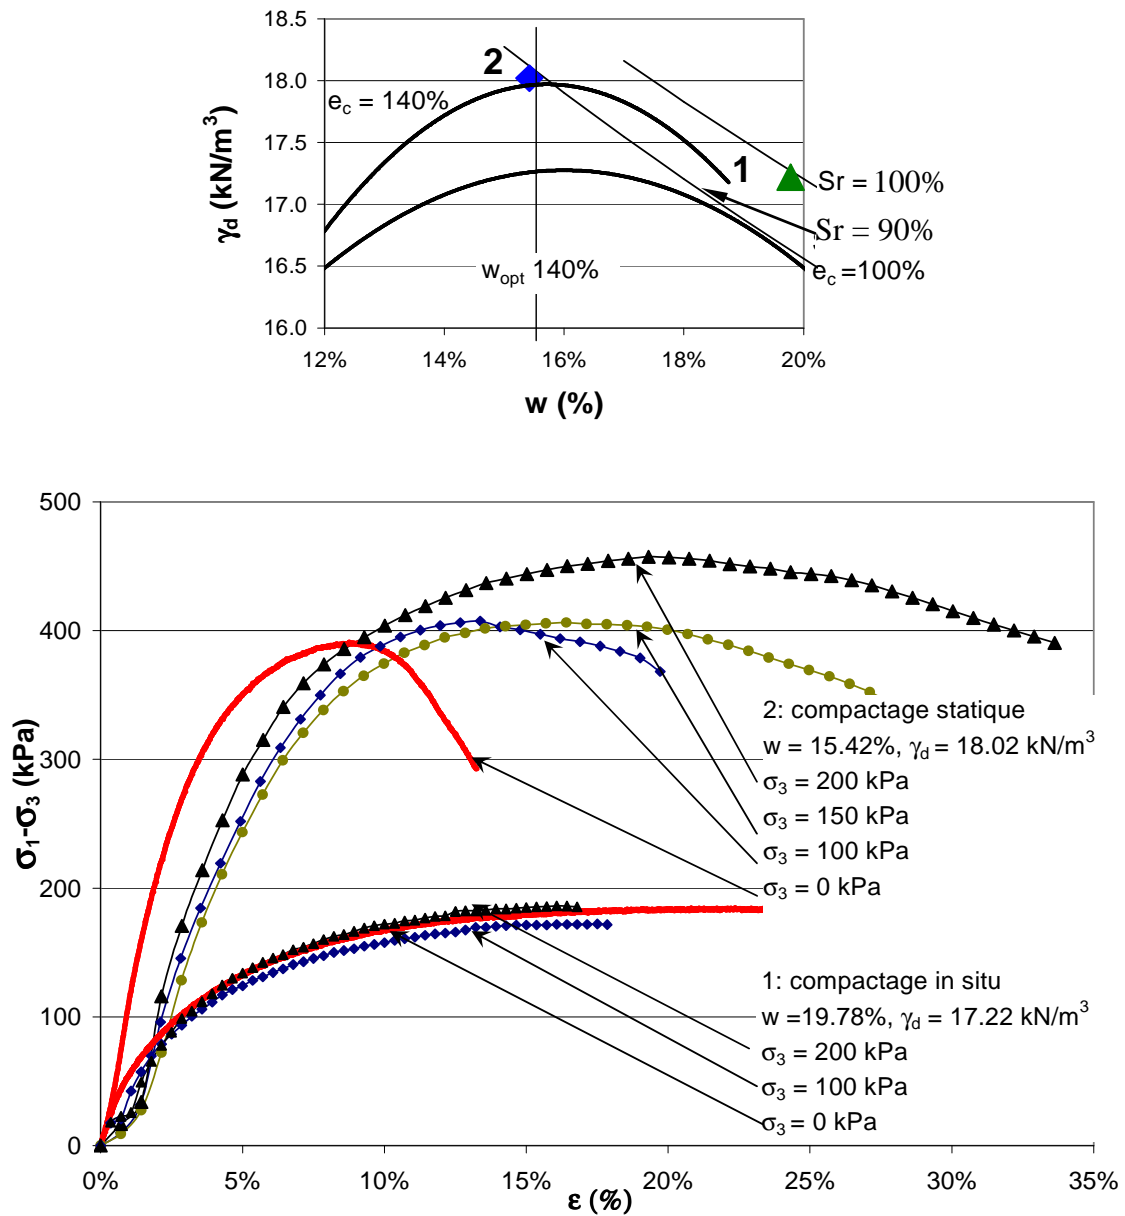 18.5
18.0
17.5
17.0
16.5
16.0
γd (kN/m³)
2
ec = 140%
1
Sr = 100%
Sr = 90%
ec =100%
wopt 140%
12%
14%
16%
18%
20%
w (%)
500
400
300
200
100
0
σ1-σ3 (kPa)
2: compactage statique
w = 15.42%, γd = 18.02 kN/m³
σ3 = 200 kPa
σ3 = 150 kPa
σ3 = 100 kPa
σ3 = 0 kPa
1: compactage in situ
w =19.78%, γd = 17.22 kN/m³
σ3 = 200 kPa
σ3 = 100 kPa
σ3 = 0 kPa
0%
5%
10%
15%
20%
25%
30%
35%
ε (%)